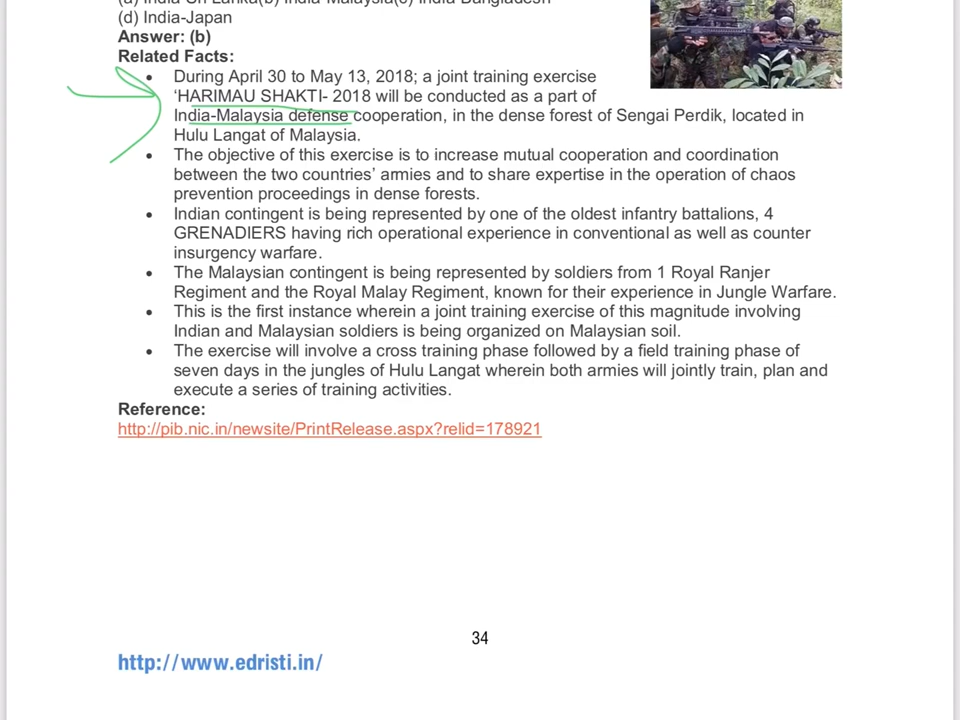 (a) India-Sri Lanka(b) India-Malaysia(c) India-Bangladesh
(d) India-Japan
Answer: (b)
Related Facts:
• During April 30 to May 13, 2018; a joint training exercise
‘HARIMAU SHAKTI- 2018 will be conducted as a part of
India-Malaysia defense cooperation, in the dense forest of Sengai Perdik, located in
Hulu Langat of Malaysia.
• The objective of this exercise is to increase mutual cooperation and coordination
between the two countries’ armies and to share expertise in the operation of chaos
prevention proceedings in dense forests.
• Indian contingent is being represented by one of the oldest infantry battalions, 4
GRENADIERS having rich operational experience in conventional as well as counter
insurgency warfare.
• The Malaysian contingent is being represented by soldiers from 1 Royal Ranjer
Regiment and the Royal Malay Regiment, known for their experience in Jungle Warfare.
• This is the first instance wherein a joint training exercise of this magnitude involving
Indian and Malaysian soldiers is being organized on Malaysian soil.
• The exercise will involve a cross training phase followed by a field training phase of
seven days in the jungles of Hulu Langat wherein both armies will jointly train, plan and
execute a series of training activities.
Reference:
http://pib.nic.in/newsite/PrintRelease.aspx?relid=178921
34
http://www.edristi.in/